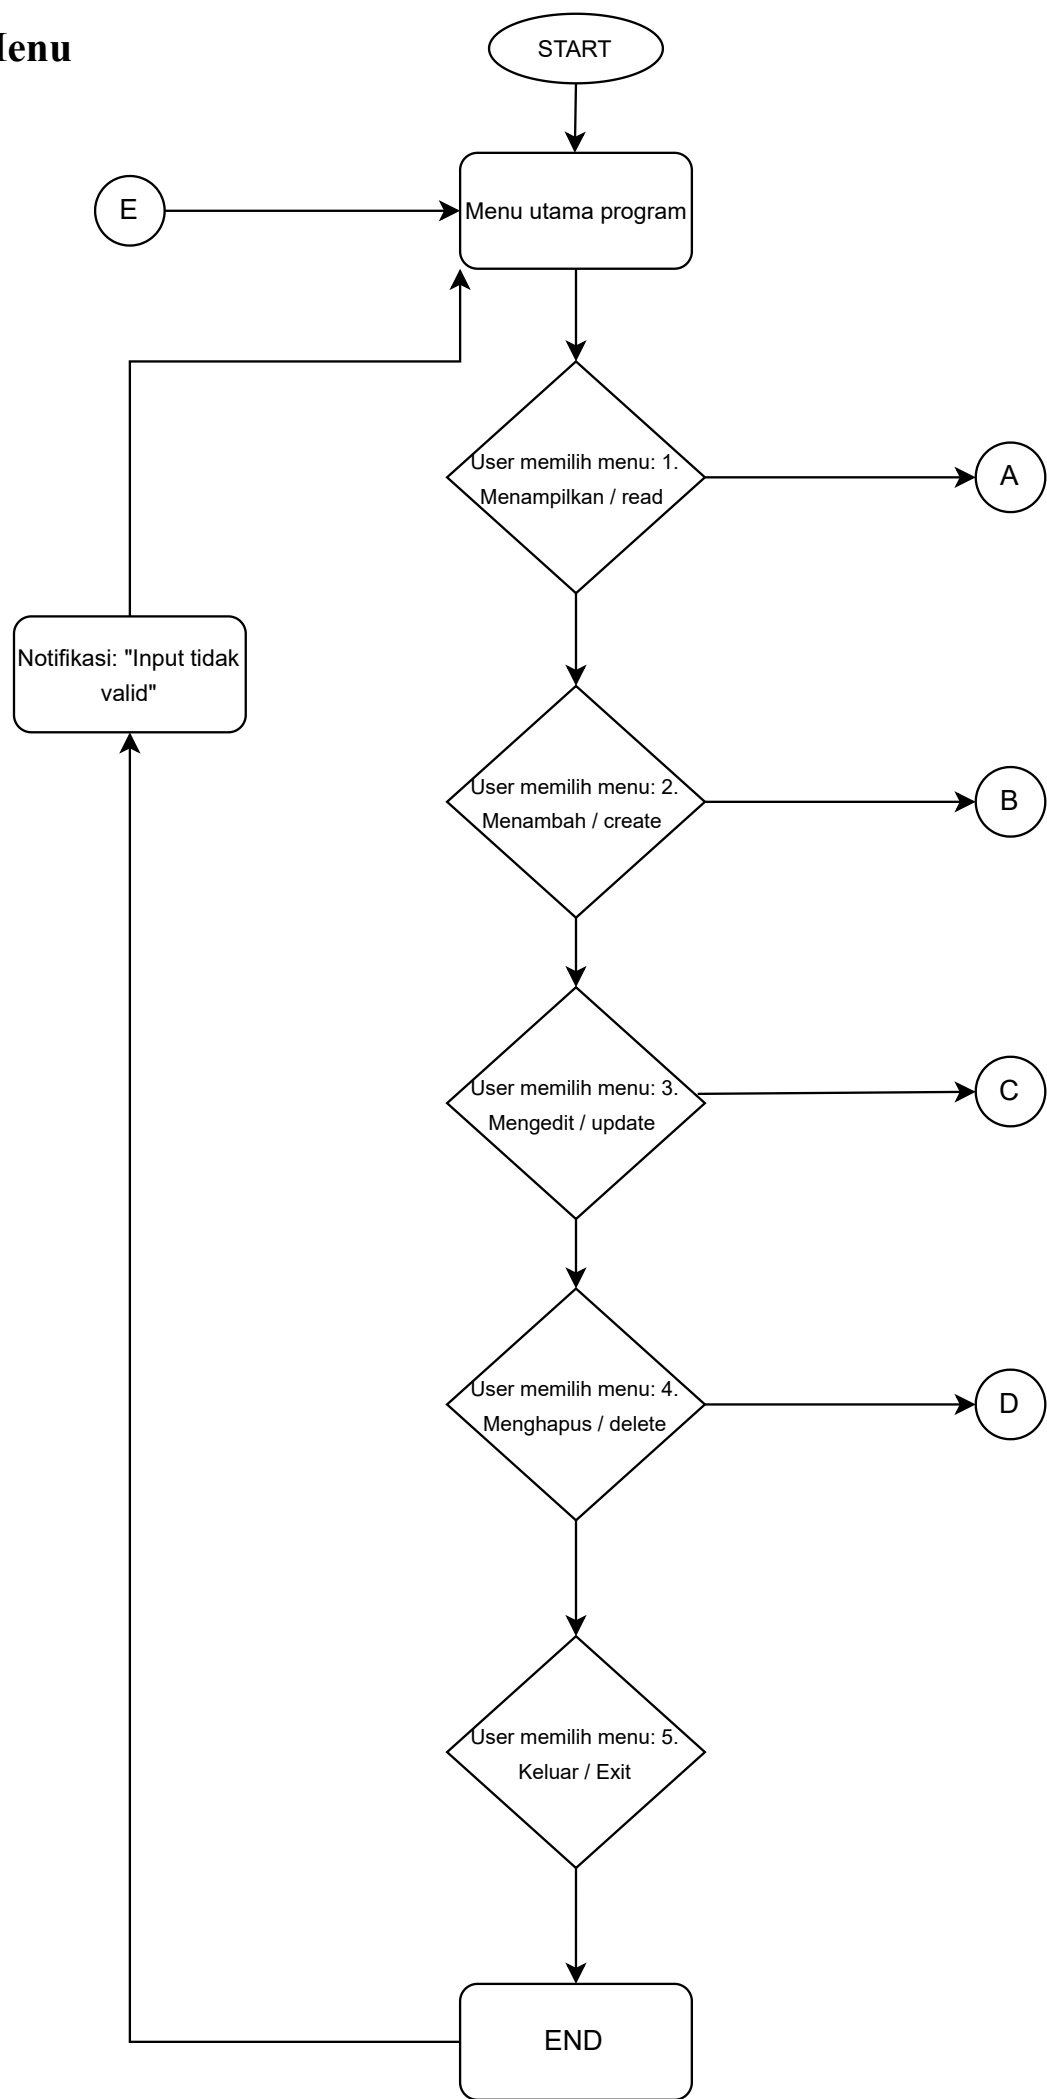 START
Menu utama program
E
User memilih menu: 1.
Menampilkan / read
A
Notifikasi: "Input tidak
valid"
User memilih menu: 2.
Menambah / create
B
User memilih menu: 3.
Mengedit / update
C
User memilih menu: 4.
Menghapus / delete
D
User memilih menu: 5.
Keluar / Exit
END